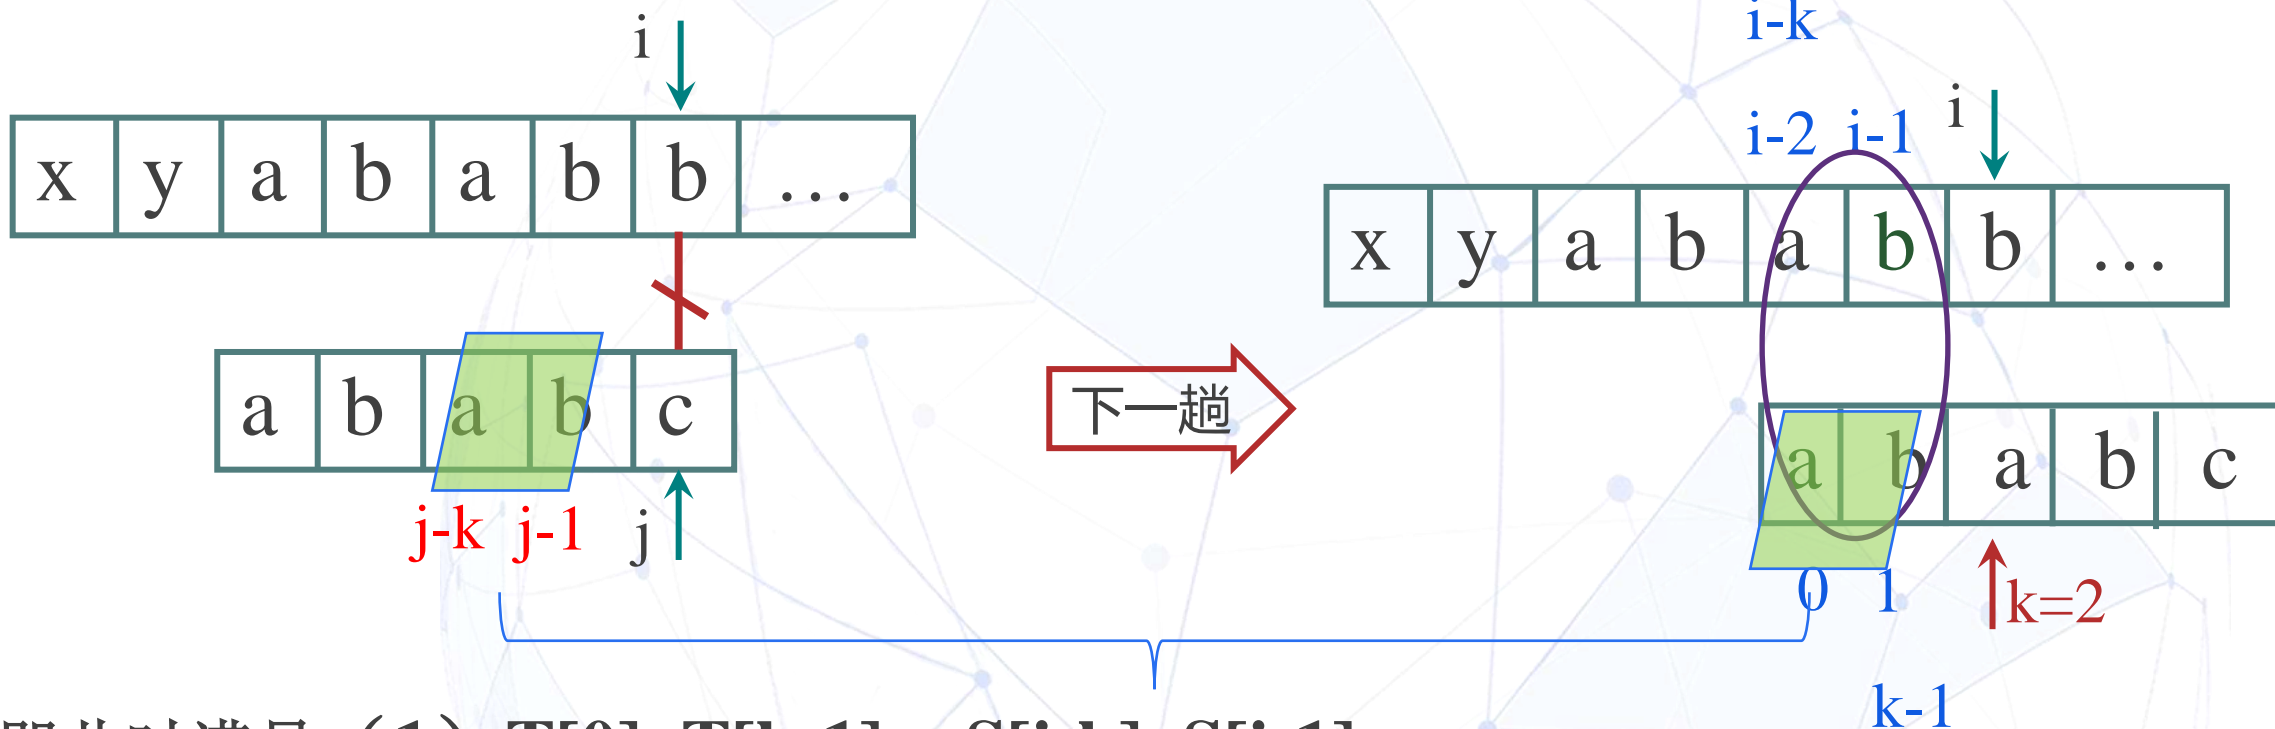 i
x y a b a b b …
a b a b c
j-k j-1 j
下一趟
i-k
i-2 i-1 i
x y a b a b b …
a b a b c
0 1
k=2
k-1